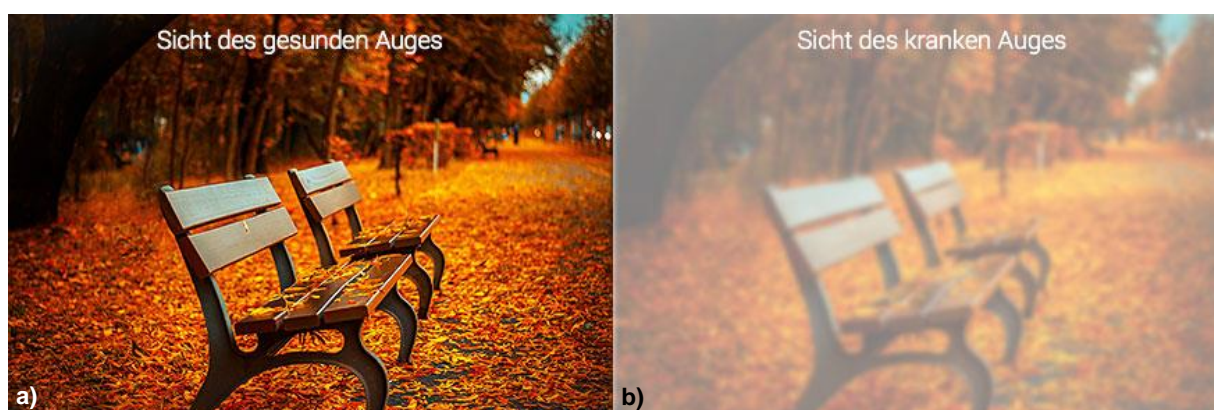 Sicht des gesunden Auges
Sicht des kranken Auges
a)
b)